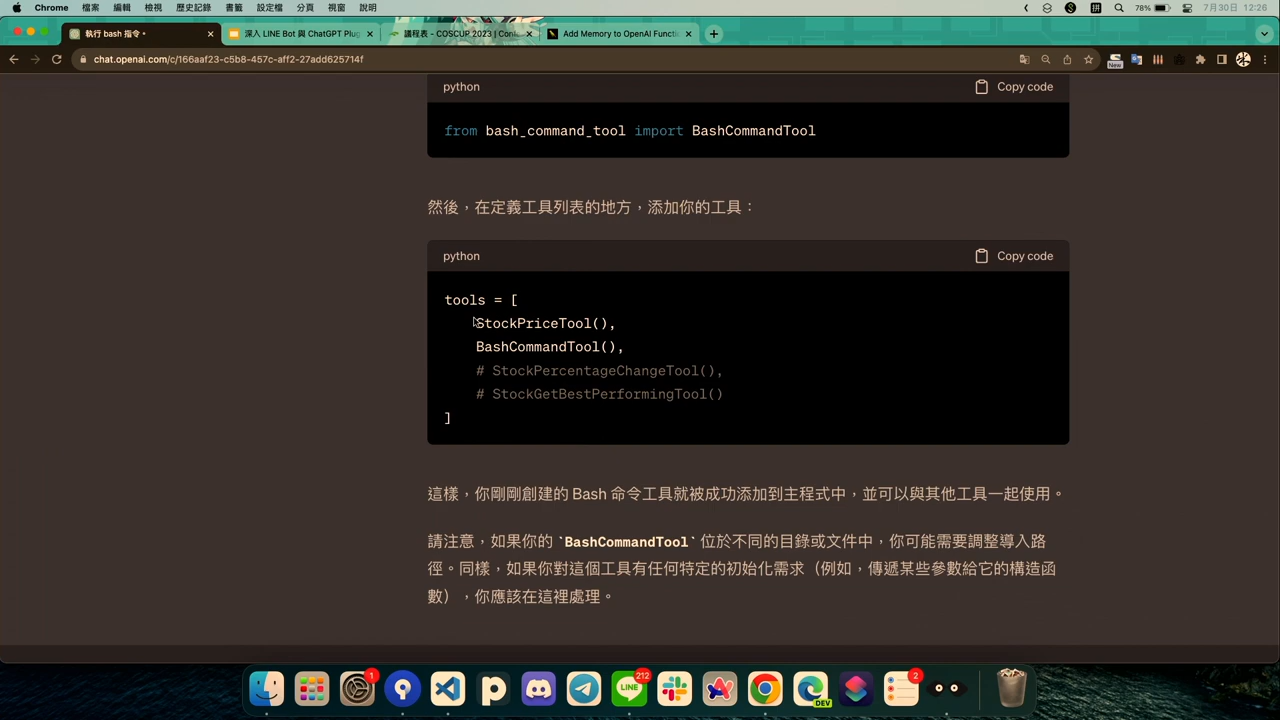 Chrome 檔案 編輯 檢視 歷史記錄 書籤 設定檔 分頁 視窗 說明 78% 7月30日 12:26
執行 bash 指令 • 深入 LINE Bot 與 ChatGPT Plug 議程表 - COSCUP 2023 | Con Add Memory to OpenAI Functi
chat.openai.com/c/166aaf23-c5b8-457c-aff2-27add625714f
New
python Copy code
from bash_command_tool import BashCommandTool
然後，在定義工具列表的地方，添加你的工具：
python Copy code
tools = [
StockPriceTool(),
BashCommandTool(),
# StockPercentageChangeTool(),
# StockGetBestPerformingTool()
]
這樣，你剛剛創建的 Bash 命令工具就被成功添加到主程式中，並可以與其他工具一起使用。
請注意，如果你的 `BashCommandTool` 位於不同的目錄或文件中，你可能需要調整導入路
徑。同樣，如果你對這個工具有任何特定的初始化需求（例如，傳遞某些參數給它的構造函
數），你應該在這裡處理。
1 LINE 212 DEV 2